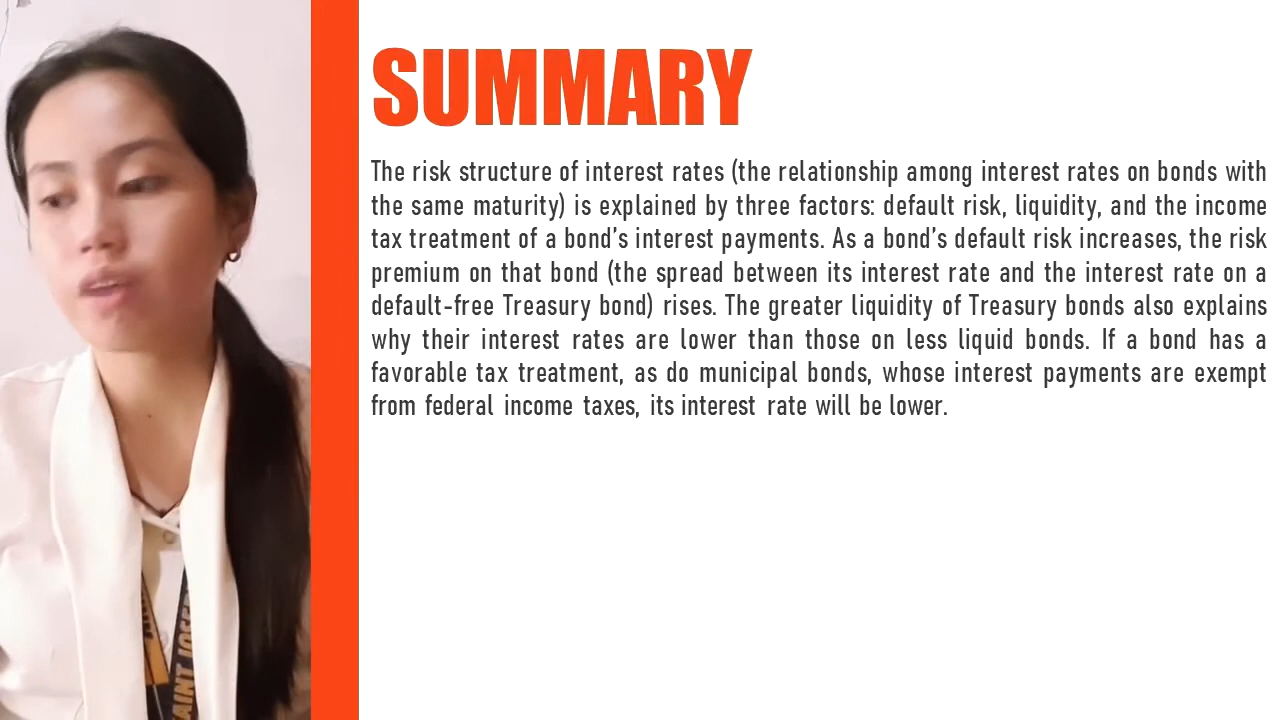 SUMMARY
The risk structure of interest rates (the relationship among interest rates on bonds with
the same maturity) is explained by three factors: default risk, liquidity, and the income
tax treatment of a bond’s interest payments. As a bond’s default risk increases, the risk
premium on that bond (the spread between its interest rate and the interest rate on a
default-free Treasury bond) rises. The greater liquidity of Treasury bonds also explains
why their interest rates are lower than those on less liquid bonds. If a bond has a
favorable tax treatment, as do municipal bonds, whose interest payments are exempt
from federal income taxes, its interest rate will be lower.
SAINT